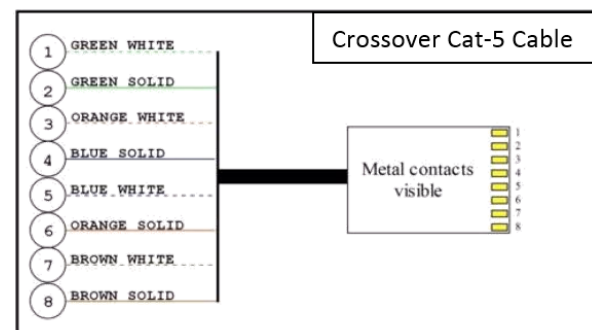 Crossover Cat-5 Cable
1 GREEN WHITE
2 GREEN SOLID
3 ORANGE WHITE
4 BLUE SOLID
5 BLUE WHITE
6 ORANGE SOLID
7 BROWN WHITE
8 BROWN SOLID
Metal contacts
visible
1
2
3
4
5
6
7
8